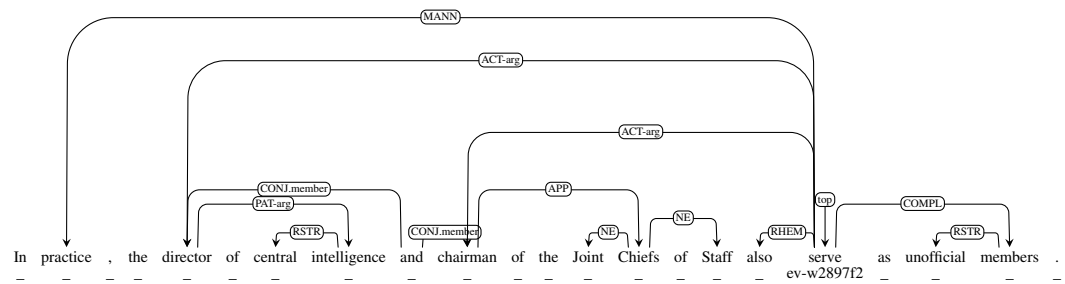 MANN
ACT-arg
ACT-arg
CONJ.member APP top
PAT-arg COMPL
NE
RSTR CONJ.member NE RHEM RSTR
In practice , the director of central intelligence and chairman of the Joint Chiefs of Staff also serve as unofficial members .
_ _ _ _ _ _ _ _ _ _ _ _ _ _ _ _ _ ev-w2897f2 _ _ _ _